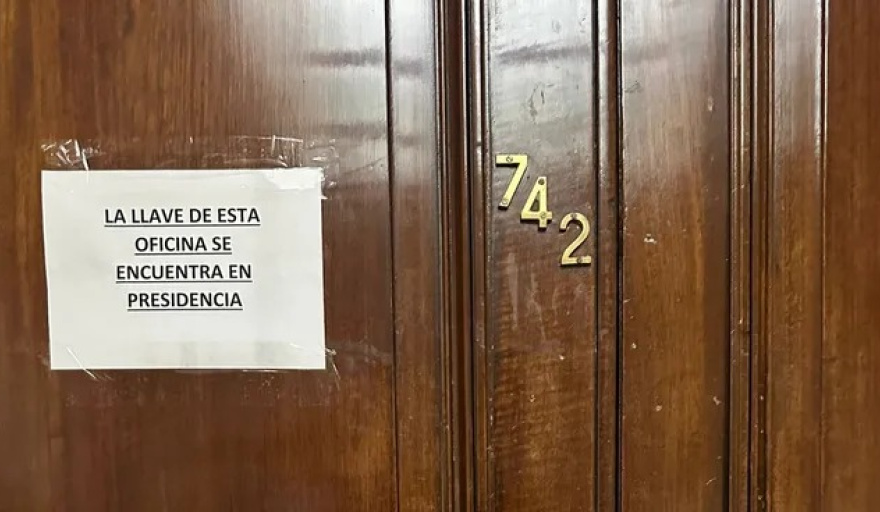 LA LLAVE DE ESTA
OFICINA SE
ENCUENTRA EN
PRESIDENCIA
742